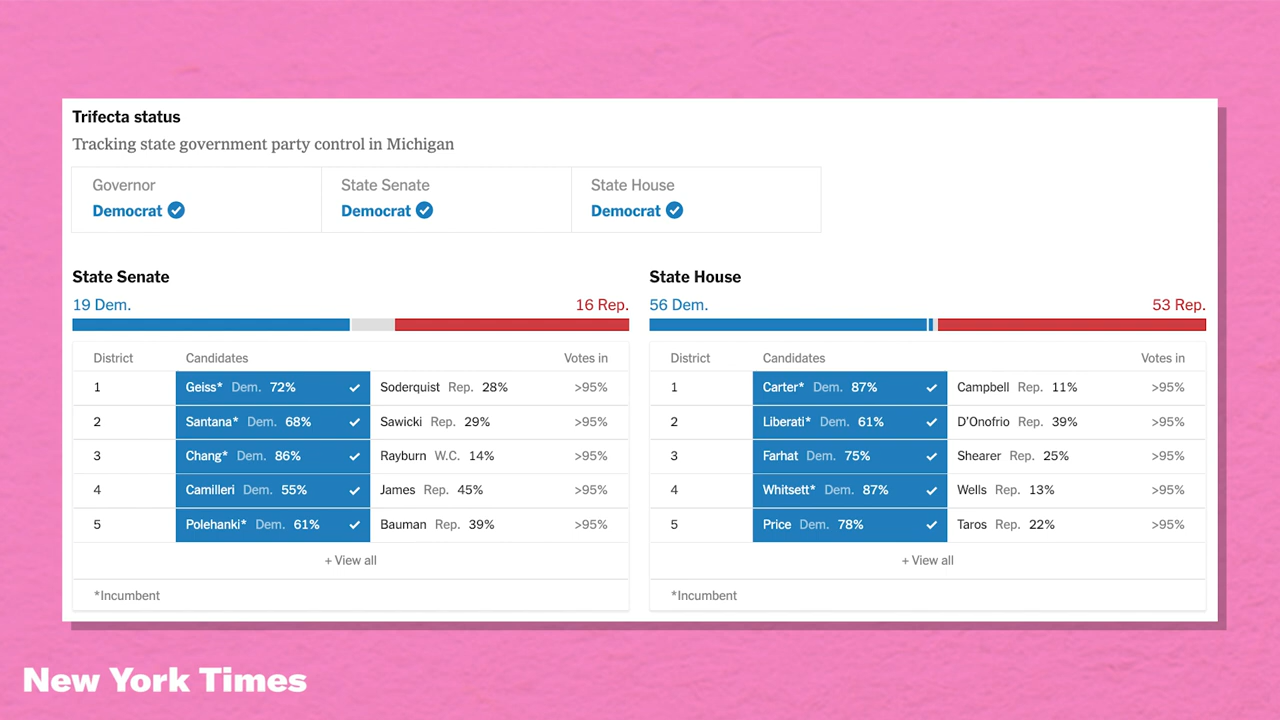 Trifecta status
Tracking state government party control in Michigan
Governor State Senate State House
Democrat Democrat Democrat
State Senate
19 Dem. 16 Rep.
District Candidates Votes in
1 Geiss* Dem. 72% Soderquist Rep. 28% >95%
2 Santana* Dem. 68% Sawicki Rep. 29% >95%
3 Chang* Dem. 86% Rayburn W.C. 14% >95%
4 Camilleri Dem. 55% James Rep. 45% >95%
5 Polehanki* Dem. 61% Bauman Rep. 39% >95%
+ View all
*Incumbent
State House
56 Dem. 53 Rep.
District Candidates Votes in
1 Carter* Dem. 87% Campbell Rep. 11% >95%
2 Liberati* Dem. 61% D’Onofrio Rep. 39% >95%
3 Farhat Dem. 75% Shearer Rep. 25% >95%
4 Whitsett* Dem. 87% Wells Rep. 13% >95%
5 Price Dem. 78% Taros Rep. 22% >95%
+ View all
*Incumbent
New York Times